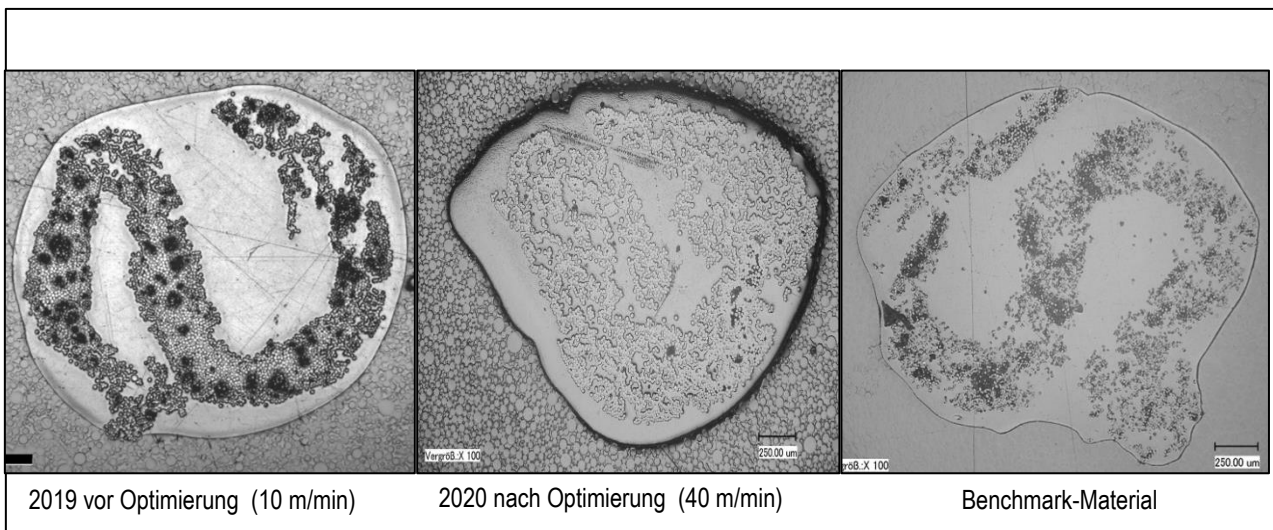 Vergröß.:X 100
250.00 um
größ.:X 100
250.00 um
2019 vor Optimierung (10 m/min)
2020 nach Optimierung (40 m/min)
Benchmark-Material